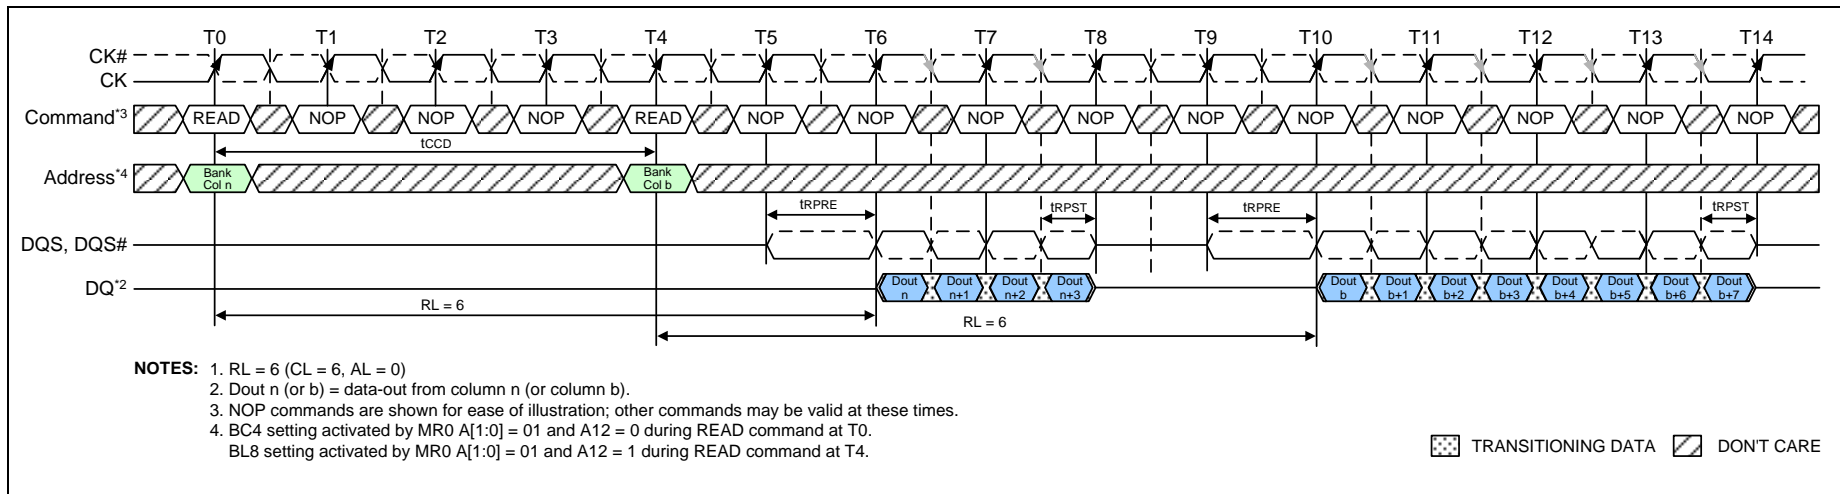 T0 T1 T2 T3 T4 T5 T6 T7 T8 T9 T10 T11 T12 T13 T14
CK#
CK
Command*3 READ NOP NOP NOP READ NOP NOP NOP NOP NOP NOP NOP NOP NOP NOP
tCCD
Address*4 Bank Col n Bank Col b
tRPRE tRPST tRPRE tRPST
DQS, DQS#
DQ*2 Dout n Dout n+1 Dout n+2 Dout n+3 Dout b Dout b+1 Dout b+2 Dout b+3 Dout b+4 Dout b+5 Dout b+6 Dout b+7
RL = 6
RL = 6
NOTES: 1. RL = 6 (CL = 6, AL = 0)
2. Dout n (or b) = data-out from column n (or column b).
3. NOP commands are shown for ease of illustration; other commands may be valid at these times.
4. BC4 setting activated by MR0 A[1:0] = 01 and A12 = 0 during READ command at T0.
BL8 setting activated by MR0 A[1:0] = 01 and A12 = 1 during READ command at T4.
TRANSITIONING DATA DON'T CARE